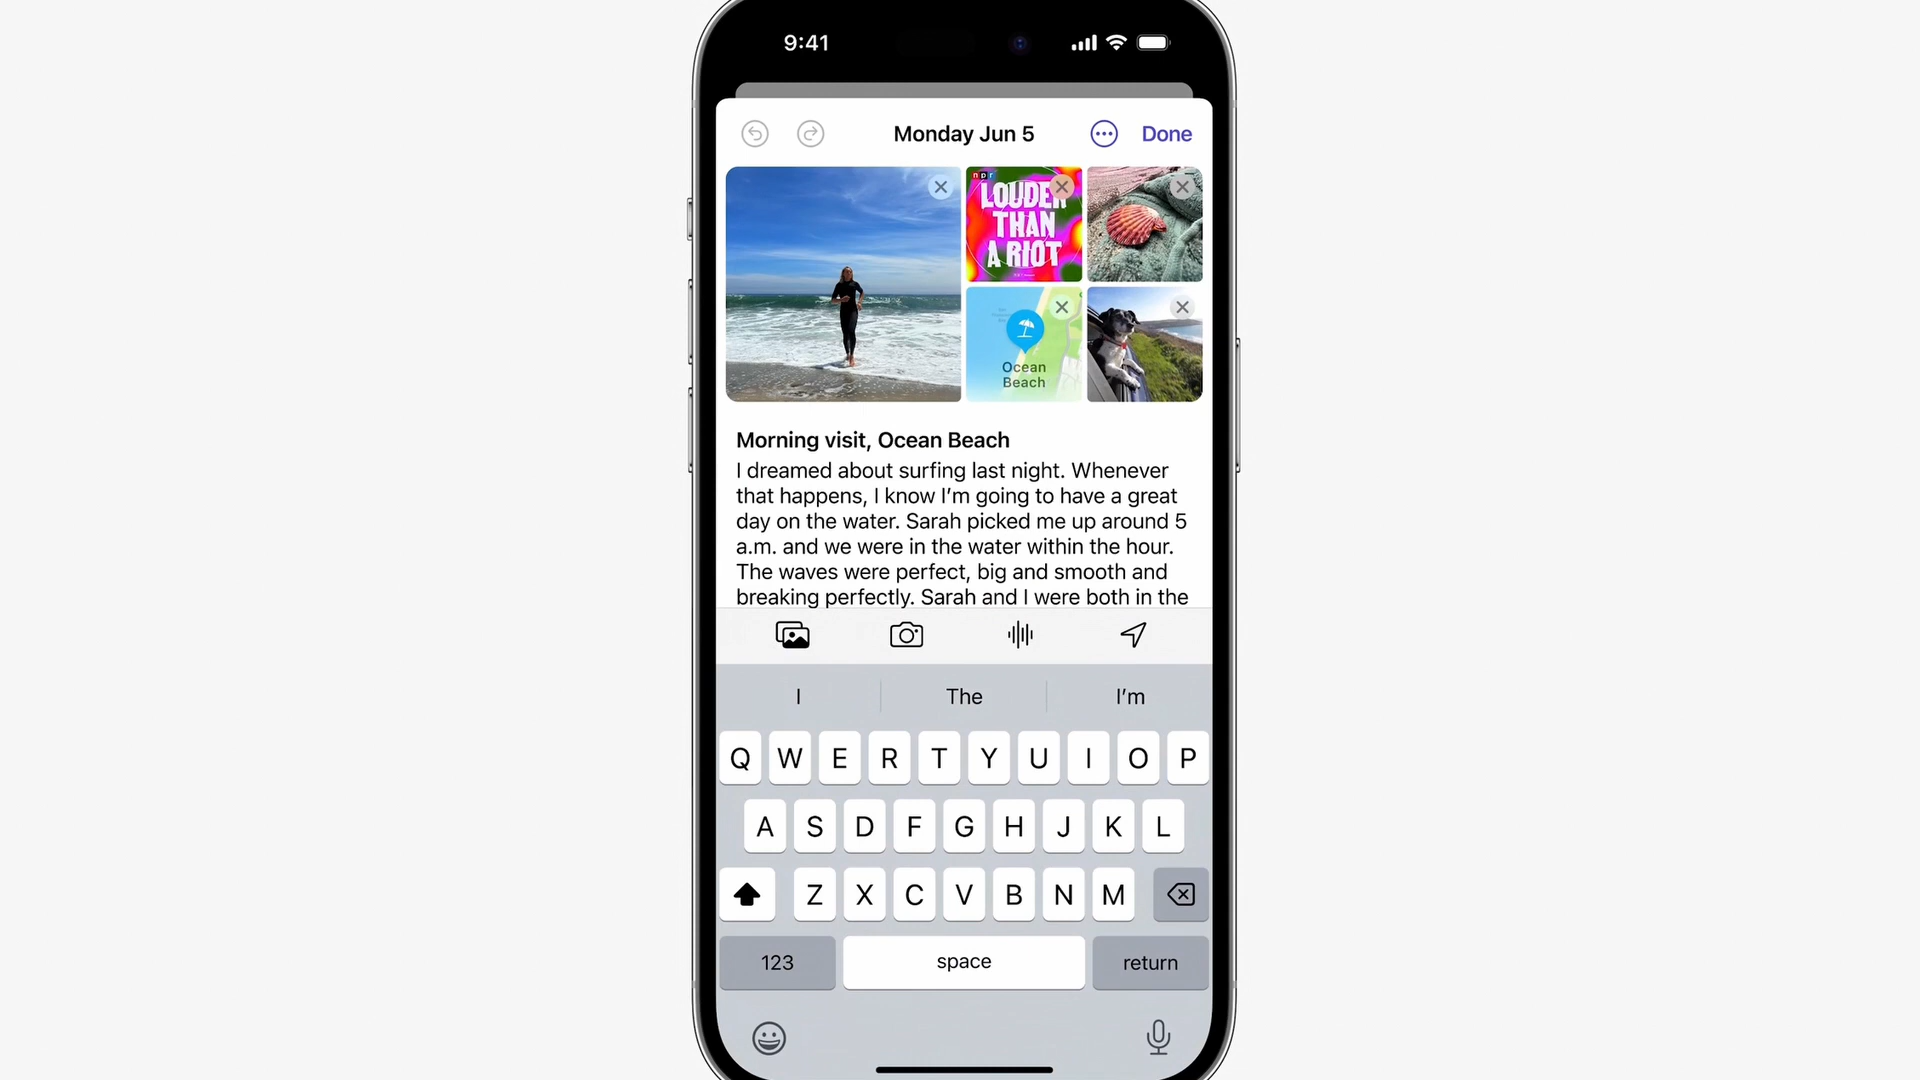 9:41
Monday Jun 5
Done
npr
LOUDER
THAN
A RIOT
Ocean
Beach
Morning visit, Ocean Beach
I dreamed about surfing last night. Whenever
that happens, I know I’m going to have a great
day on the water. Sarah picked me up around 5
a.m. and we were in the water within the hour.
The waves were perfect, big and smooth and
breaking perfectly. Sarah and I were both in the
I The I’m
Q W E R T Y U I O P
A S D F G H J K L
Z X C V B N M
123 space return